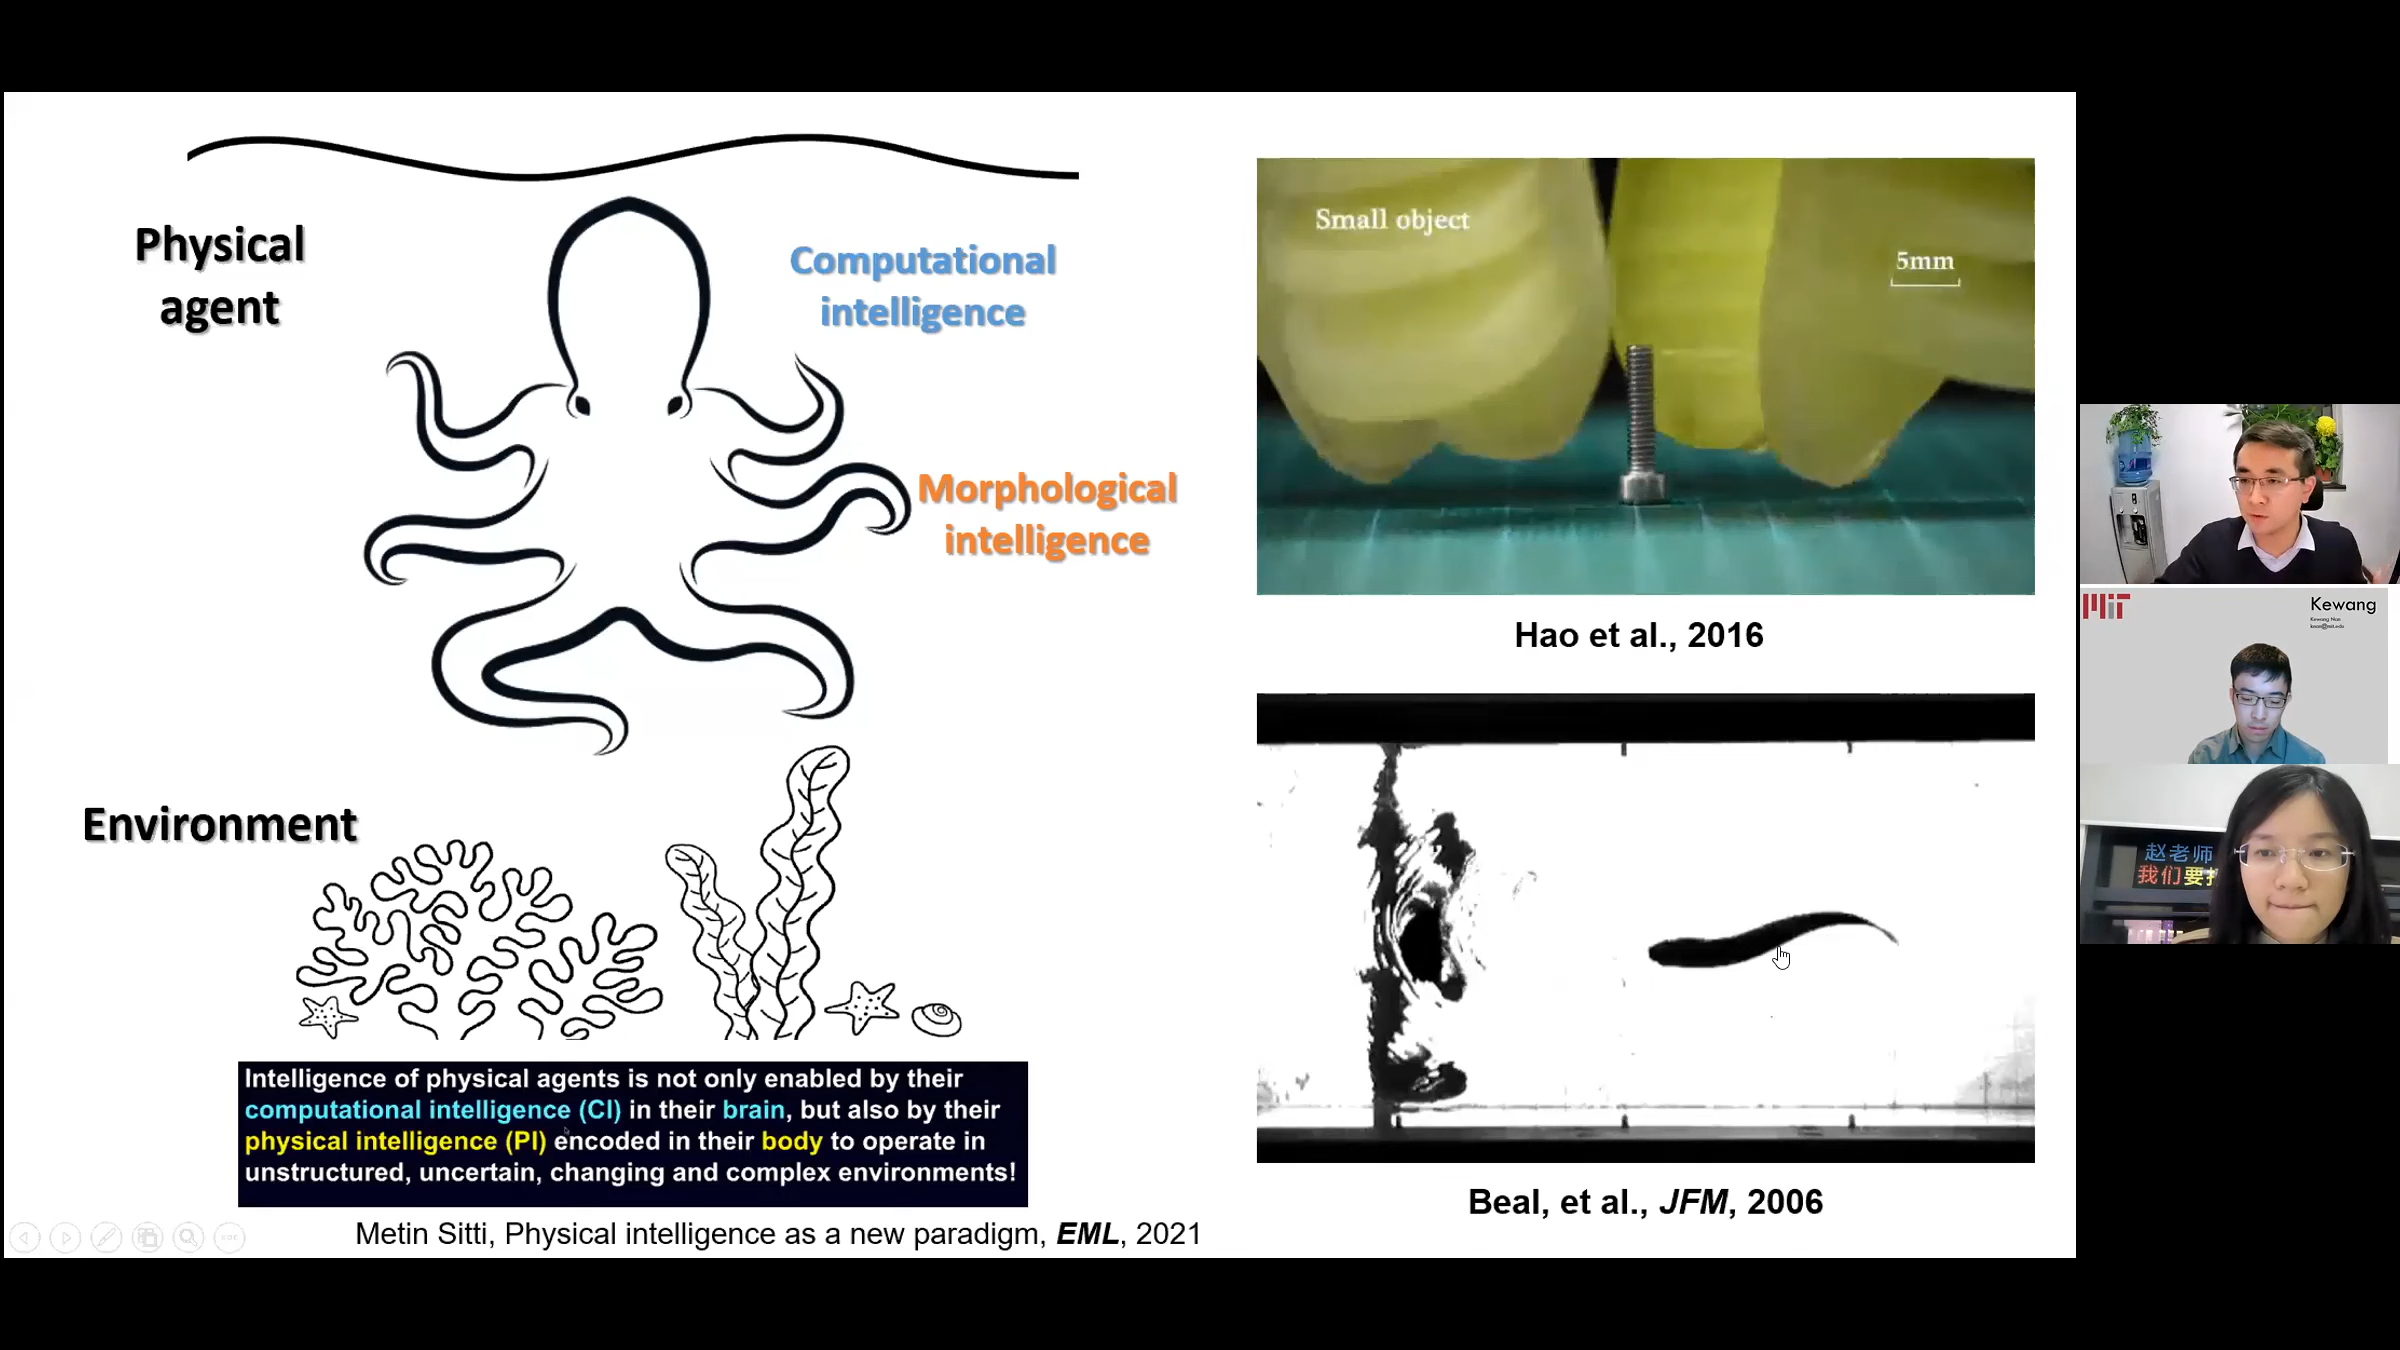 Physical
agent
Computational
intelligence
Morphological
intelligence
Environment
Intelligence of physical agents is not only enabled by their
computational intelligence (CI) in their brain, but also by their
physical intelligence (PI) encoded in their body to operate in
unstructured, uncertain, changing and complex environments!
Metin Sitti, Physical intelligence as a new paradigm, EML, 2021
Small object
5mm
Hao et al., 2016
Beal, et al., JFM, 2006
MIT
Kewang
Kewang Nan
赵老师
我们要